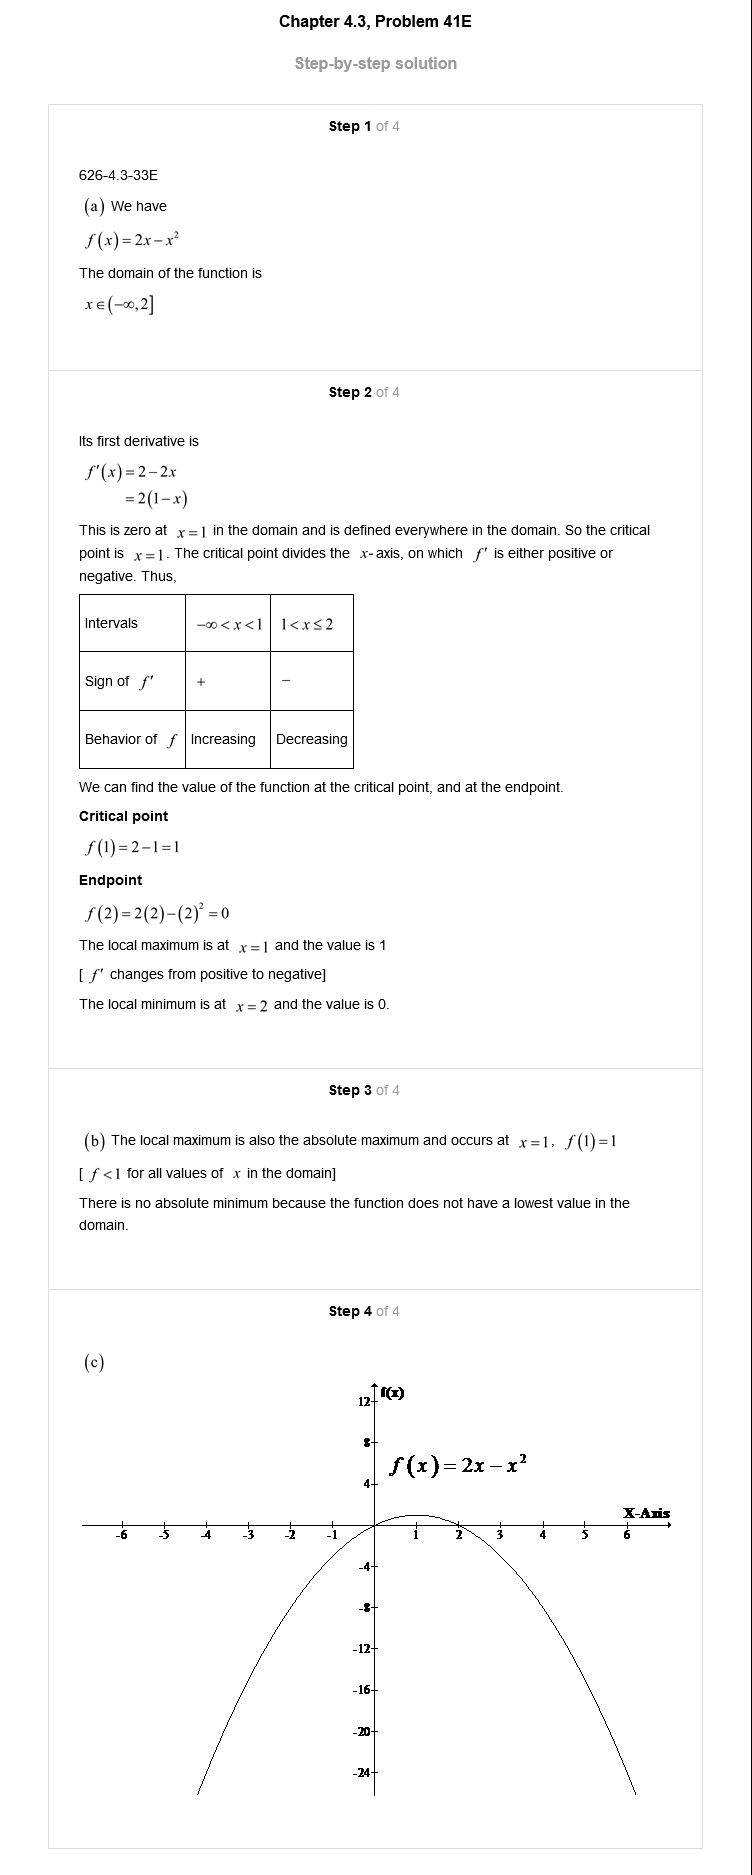 Chapter 4.3, Problem 41E
Step-by-step solution
Step 1 of 4
626-4.3-33E
(a) We have
f(x)=2x−x²
The domain of the function is
x∈(−∞,2]
Step 2 of 4
Its first derivative is
f′(x)=2−2x
=2(1−x)
This is zero at x=1 in the domain and is defined everywhere in the domain. So the critical
point is x=1. The critical point divides the x-axis, on which f′ is either positive or
negative. Thus,
Intervals −∞<x<1 1<x≤2
Sign of f′ + −
Behavior of f Increasing Decreasing
We can find the value of the function at the critical point, and at the endpoint.
Critical point
f(1)=2−1=1
Endpoint
f(2)=2(2)−(2)²=0
The local maximum is at x=1 and the value is 1
[ f′ changes from positive to negative]
The local minimum is at x=2 and the value is 0.
Step 3 of 4
(b) The local maximum is also the absolute maximum and occurs at x=1, f(1)=1
[ f<1 for all values of x in the domain]
There is no absolute minimum because the function does not have a lowest value in the
domain.
Step 4 of 4
(c)
f(x)
12
8
f(x)=2x−x²
4
X-Axis
-6 -5 -4 -3 -2 -1 1 2 3 4 5 6
-4
-8
-12
-16
-20
-24